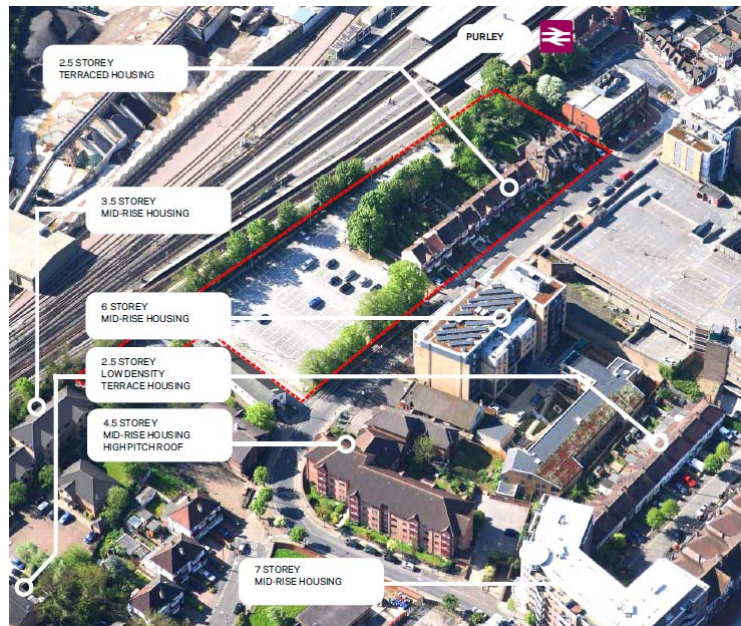 PURLEY
2.5 STOREY
TERRACED HOUSING
3.5 STOREY
MID-RISE HOUSING
6 STOREY
MID-RISE HOUSING
2.5 STOREY
LOW DENSITY
TERRACE HOUSING
4.5 STOREY
MID-RISE HOUSING
HIGH PITCH ROOF
7 STOREY
MID-RISE HOUSING